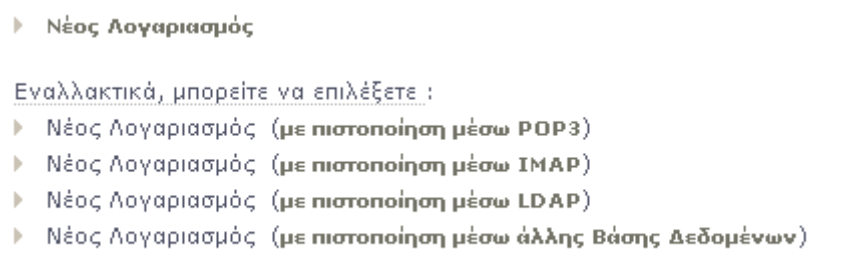 Νέος Λογαριασμός
Εναλλακτικά, μπορείτε να επιλέξετε :
Νέος Λογαριασμός (με πιστοποίηση μέσω POP3)
Νέος Λογαριασμός (με πιστοποίηση μέσω IMAP)
Νέος Λογαριασμός (με πιστοποίηση μέσω LDAP)
Νέος Λογαριασμός (με πιστοποίηση μέσω άλλης Βάσης Δεδομένων)